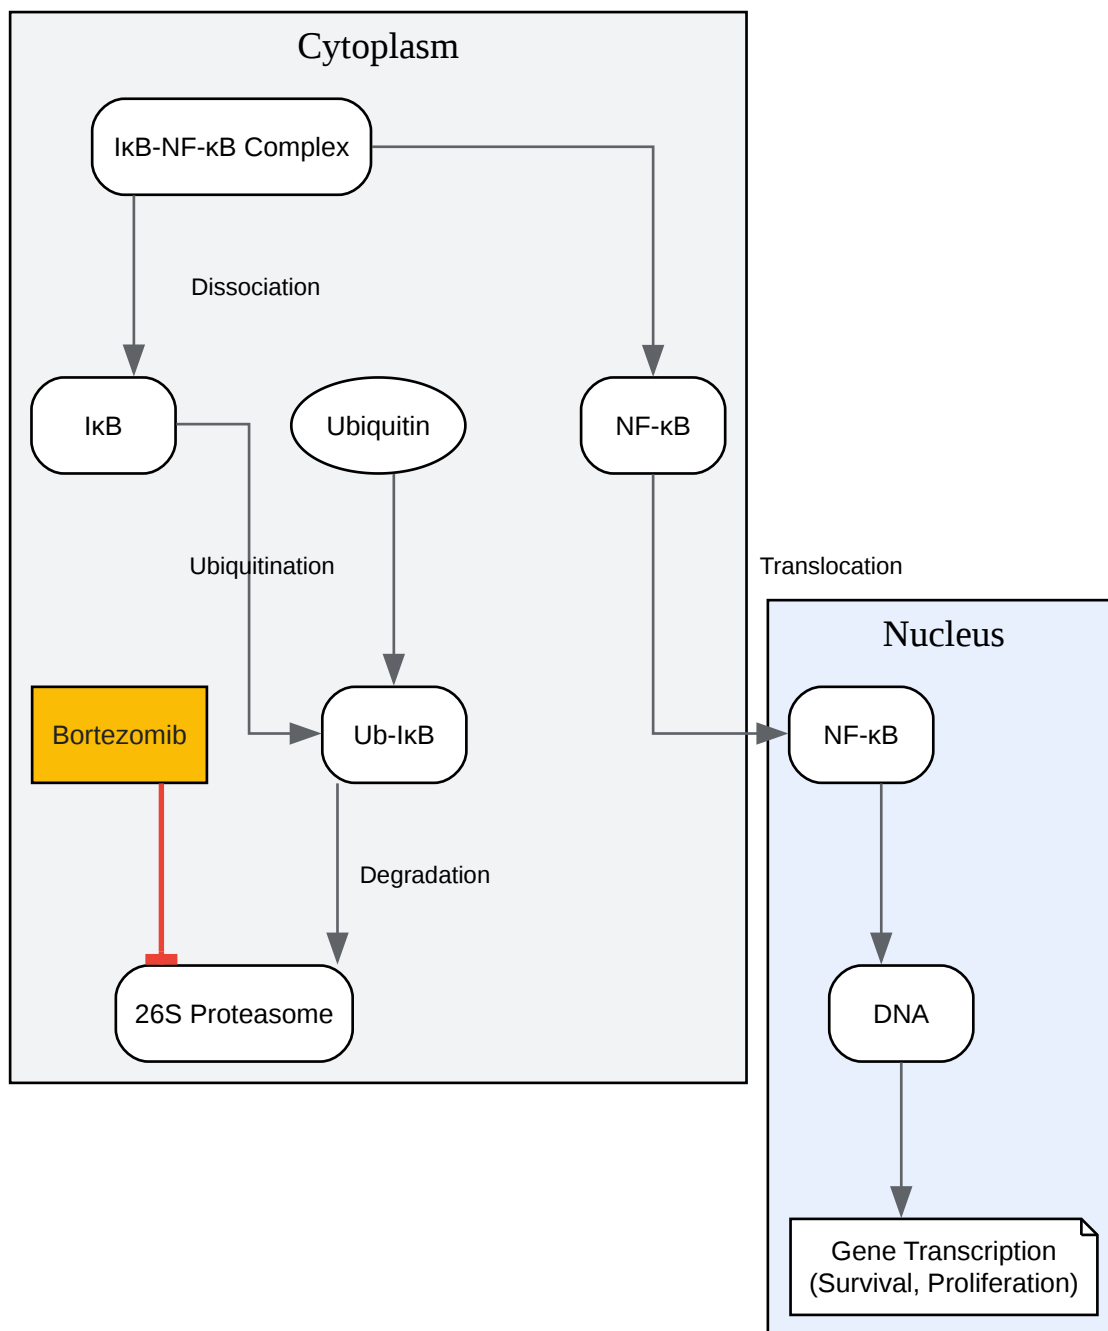 Cytoplasm
IκB-NF-κB Complex
Dissociation
IκB
Ubiquitin
NF-κB
Ubiquitination
Translocation
Nucleus
Bortezomib
Ub-IκB
NF-κB
Degradation
26S Proteasome
DNA
Gene Transcription
(Survival, Proliferation)